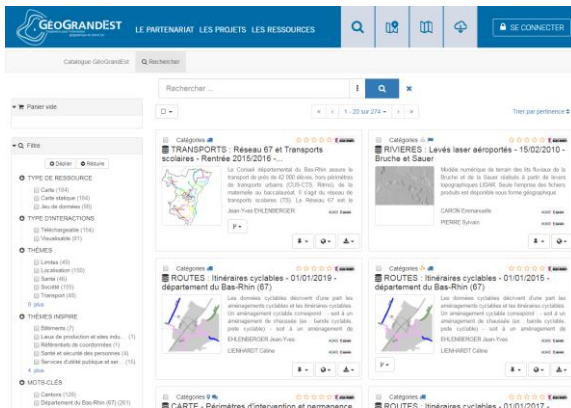 GÉOGRANDEST
LE PARTENARIAT LES PROJETS LES RESSOURCES
SE CONNECTER
Catalogue GéoGrandEst
Rechercher
Rechercher ...
Panier vide
1 - 20 sur 274
Trier par pertinence
Filtre
Déplier
Réduire
TYPE DE RESSOURCE
Carte (184)
Carte statique (184)
Jeu de données (88)
TYPE D'INTERACTIONS
Téléchargeable (154)
Visualisable (81)
THÈMES
Limites (49)
Localisation (150)
Santé (46)
Société (155)
Transport (48)
6 plus
THÈMES INSPIRE
Bâtiments (7)
Lieux de production et sites indu... (1)
Référentiels de coordonnées (1)
Santé et sécurité des personnes (4)
Services d'utilité publique et ser... (15)
4 plus
MOTS-CLÉS
Cantons (128)
Département du Bas-Rhin (67) (261)
Catégories
TRANSPORTS : Réseau 67 et Transports
scolaires - Rentrée 2015/2016 -...
Le Conseil départemental du Bas-Rhin assure le
transport de près de 42 000 élèves, hors périmètres
de transports urbains (CUS-CTS, Ritmo), de la
maternelle au baccalauréat. Il s'agit du réseau de
transports scolaires (TS). Le Réseau 67 est le
Jean-Yves EHLENBERGER
Catégories
RIVIERES : Levés laser aéroportés - 15/02/2010 -
Bruche et Sauer
Modèle numérique de terrain des lits fluviaux de la
Bruche et de la Sauer réalisés à partir de levers
topographiques LIDAR. Seule l'emprise des fichiers
produits est disponible sous forme géographique
CARON Emmanuelle
PIERRE Sylvain
Catégories
ROUTES : Itinéraires cyclables - 01/01/2019 -
département du Bas-Rhin (67)
Les données cyclables décrivent d'une part les
aménagements cyclables et les itinéraires cyclables.
Un aménagement cyclable correspond : - soit à un
aménagement de chaussée (ex : bande cyclable,
piste cyclable) - soit à un aménagement de
EHLENBERGER Jean-Yves
LIENHARDT Céline
Catégories
ROUTES : Itinéraires cyclables - 01/01/2015 -
département du Bas-Rhin (67)
Les données cyclables décrivent d'une part les
aménagements cyclables et les itinéraires cyclables.
Un aménagement cyclable correspond : - soit à un
aménagement de chaussée (ex : bande cyclable,
piste cyclable) - soit à un aménagement de
EHLENBERGER Jean-Yves
LIENHARDT Céline
Catégories
CARTE - Périmètres d'intervention et permanence
Catégories
ROUTES : Itinéraires cyclables - 01/01/2017 -